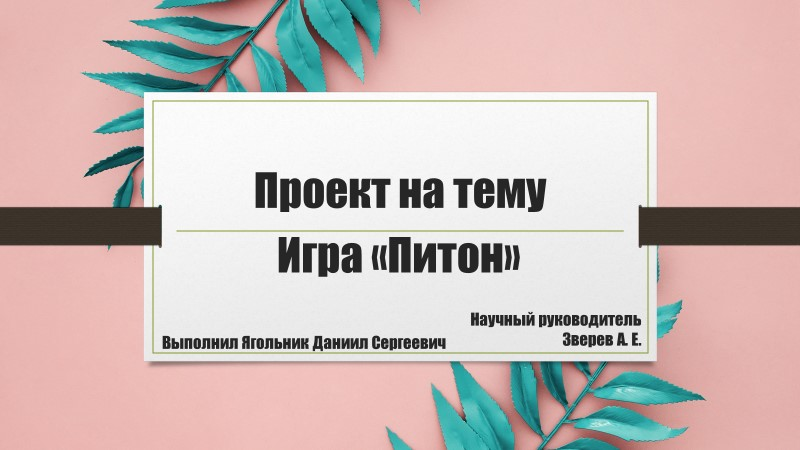 Проект на тему
Игра «Питон»
Научный руководитель
Зверев А. Е.
Выполнил Ягольник Даниил Сергеевич